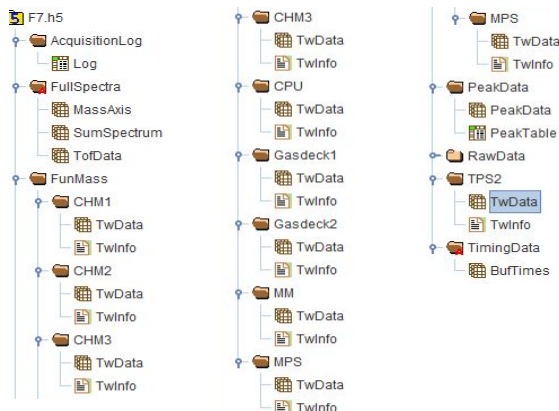 F7.h5
AcquisitionLog
Log
FullSpectra
MassAxis
SumSpectrum
TofData
FunMass
CHM1
TwData
TwInfo
CHM2
TwData
TwInfo
CHM3
TwData
TwInfo
CHM3
TwData
TwInfo
CPU
TwData
TwInfo
Gasdeck1
TwData
TwInfo
Gasdeck2
TwData
TwInfo
MM
TwData
TwInfo
MPS
TwData
TwInfo
MPS
TwData
TwInfo
PeakData
PeakData
PeakTable
RawData
TPS2
TwData
TwInfo
TimingData
BufTimes